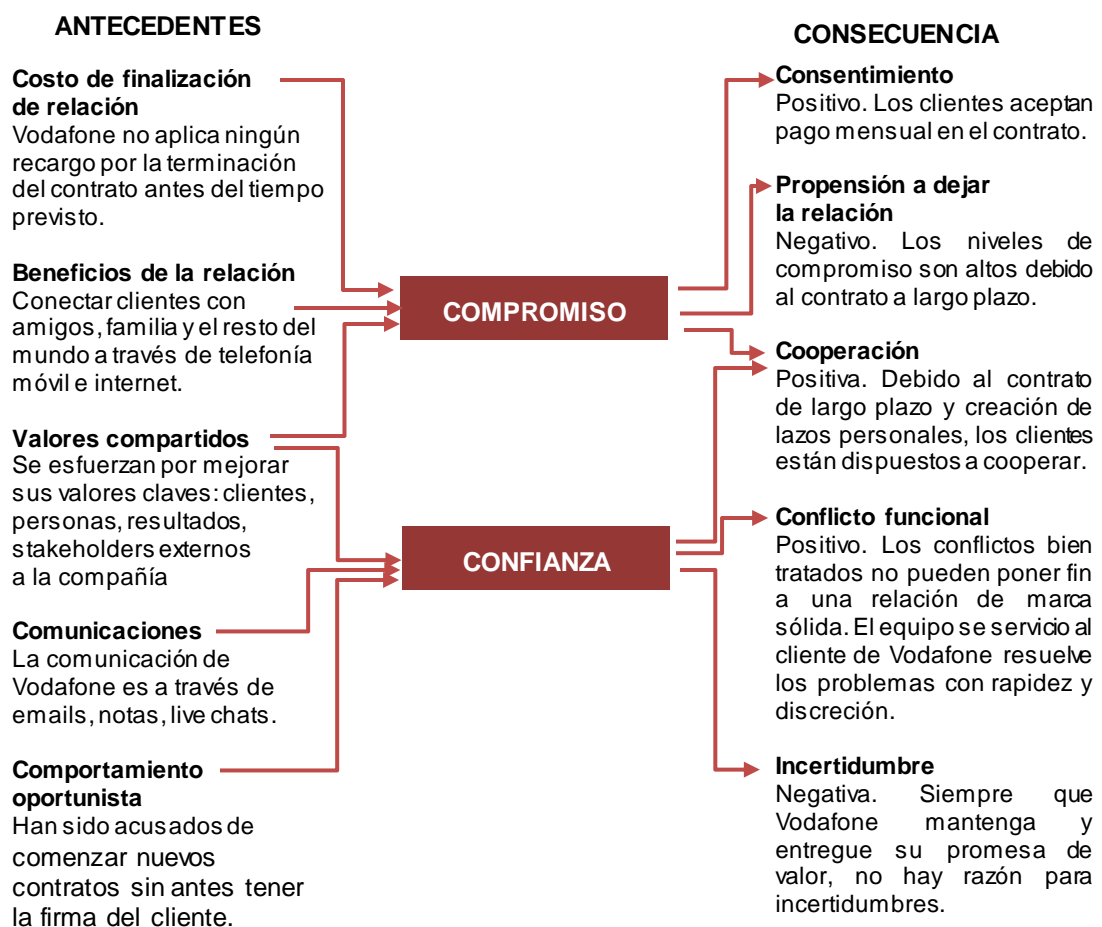 ANTECEDENTES
Costo de finalización
de relación
Vodafone no aplica ningún
recargo por la terminación
del contrato antes del tiempo
previsto.
Beneficios de la relación
Conectar clientes con
amigos, familia y el resto del
mundo a través de telefonía
móvil e internet.
Valores compartidos
Se esfuerzan por mejorar
sus valores claves: clientes,
personas, resultados,
stakeholders externos
a la compañía
Comunicaciones
La comunicación de
Vodafone es a través de
emails, notas, live chats.
Comportamiento
oportunista
Han sido acusados de
comenzar nuevos
contratos sin antes tener
la firma del cliente.
COMPROMISO
CONFIANZA
CONSECUENCIA
Consentimiento
Positivo. Los clientes aceptan
pago mensual en el contrato.
Propensión a dejar
la relación
Negativo. Los niveles de
compromiso son altos debido
al contrato a largo plazo.
Cooperación
Positiva. Debido al contrato
de largo plazo y creación de
lazos personales, los clientes
están dispuestos a cooperar.
Conflicto funcional
Positivo. Los conflictos bien
tratados no pueden poner fin
a una relación de marca
sólida. El equipo se servicio al
cliente de Vodafone resuelve
los problemas con rapidez y
discreción.
Incertidumbre
Negativa. Siempre que
Vodafone mantenga y
entregue su promesa de
valor, no hay razón para
incertidumbres.